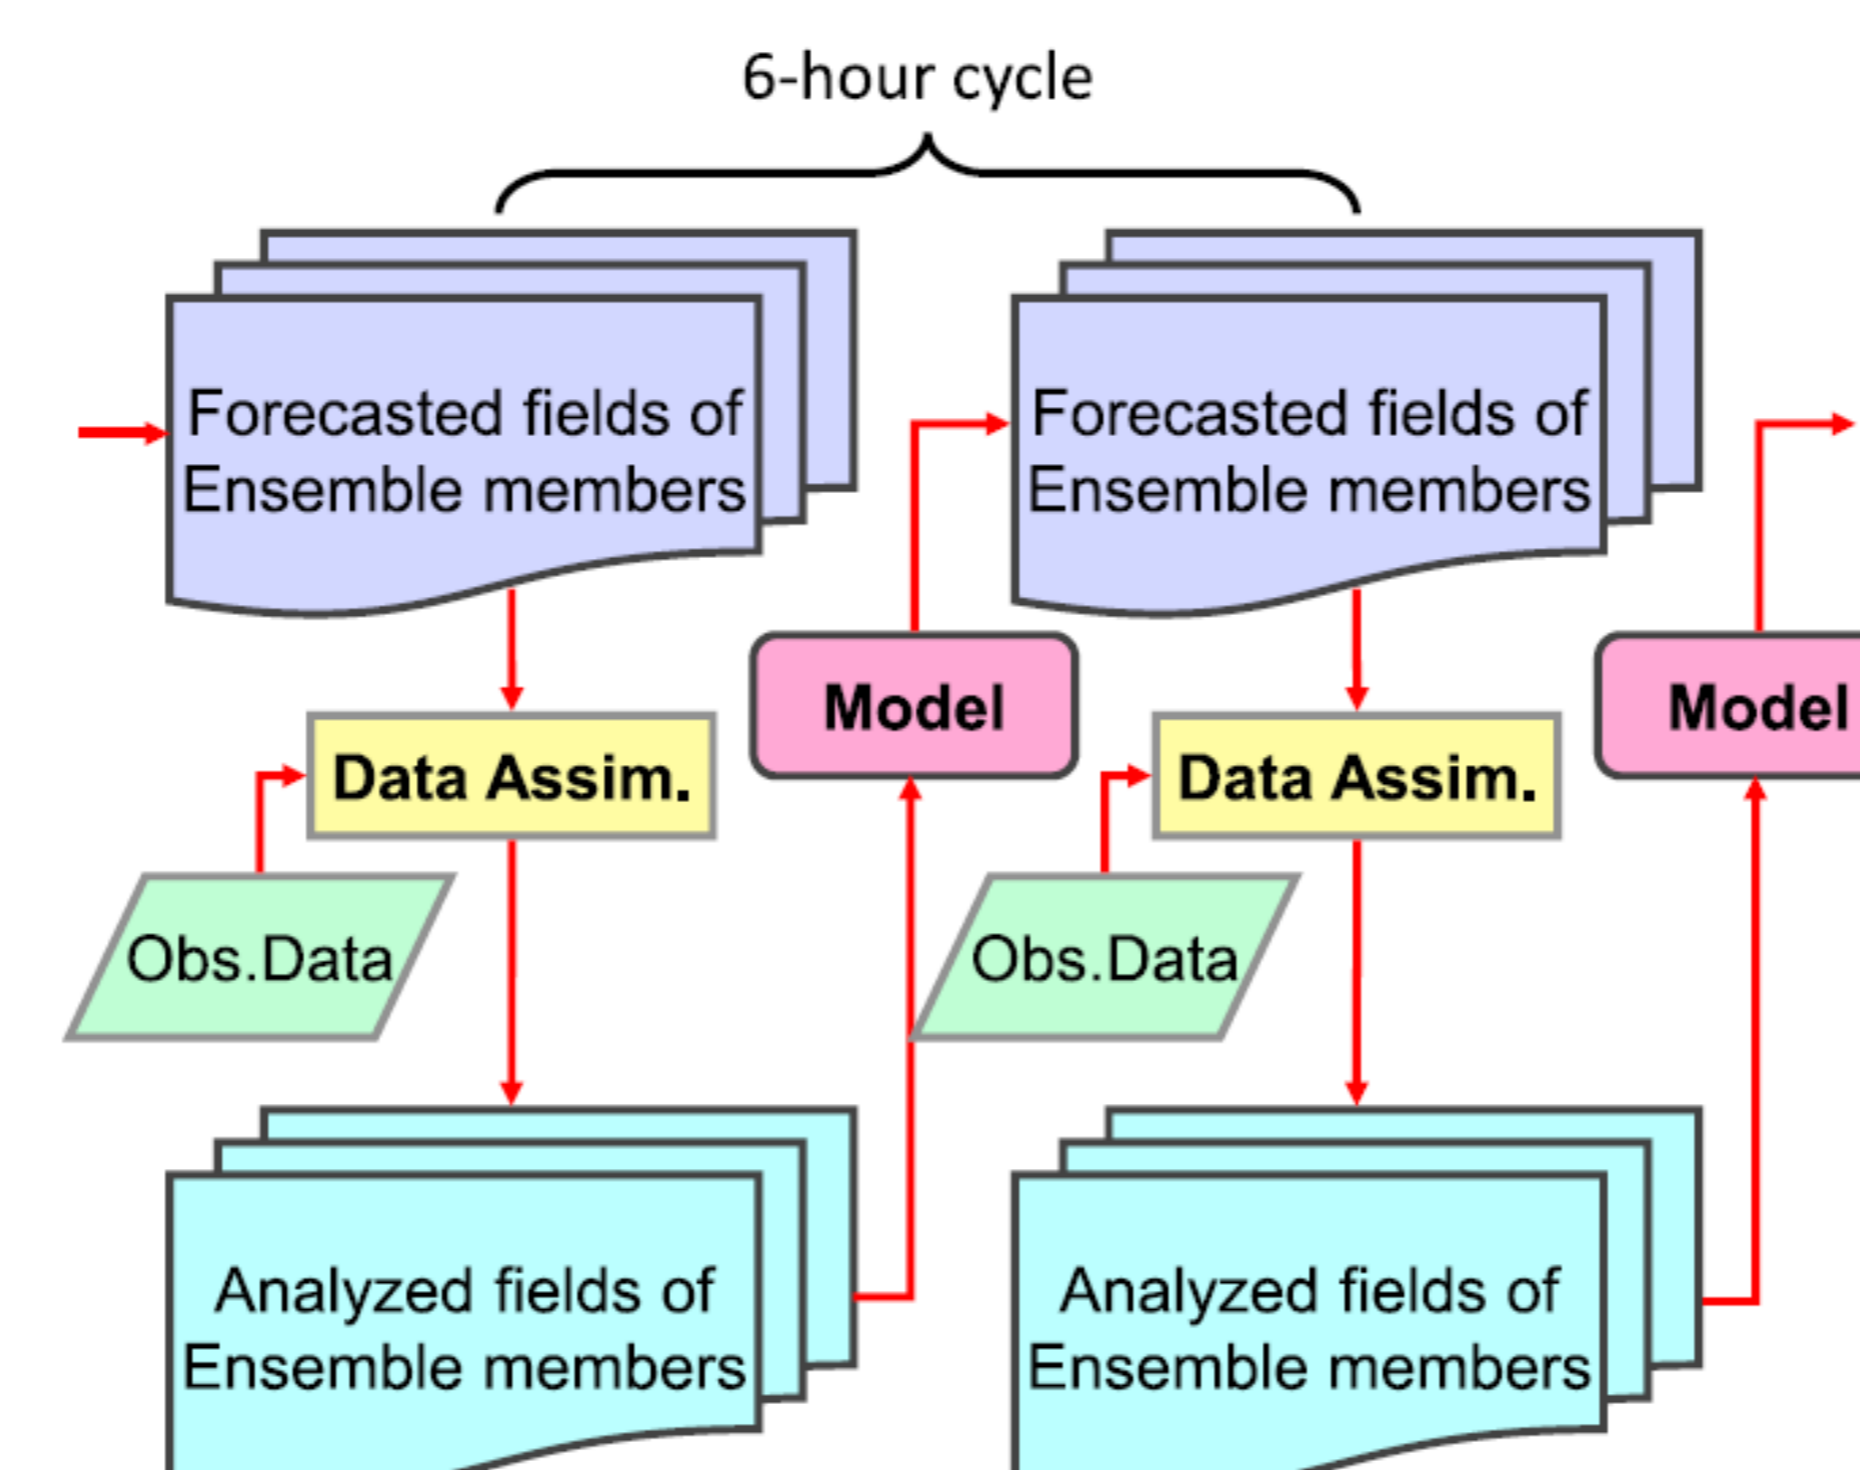 6-hour cycle
Forecasted fields of
Ensemble members
Forecasted fields of
Ensemble members
Model
Model
Data Assim.
Data Assim.
Obs.Data
Obs.Data
Analyzed fields of
Ensemble members
Analyzed fields of
Ensemble members